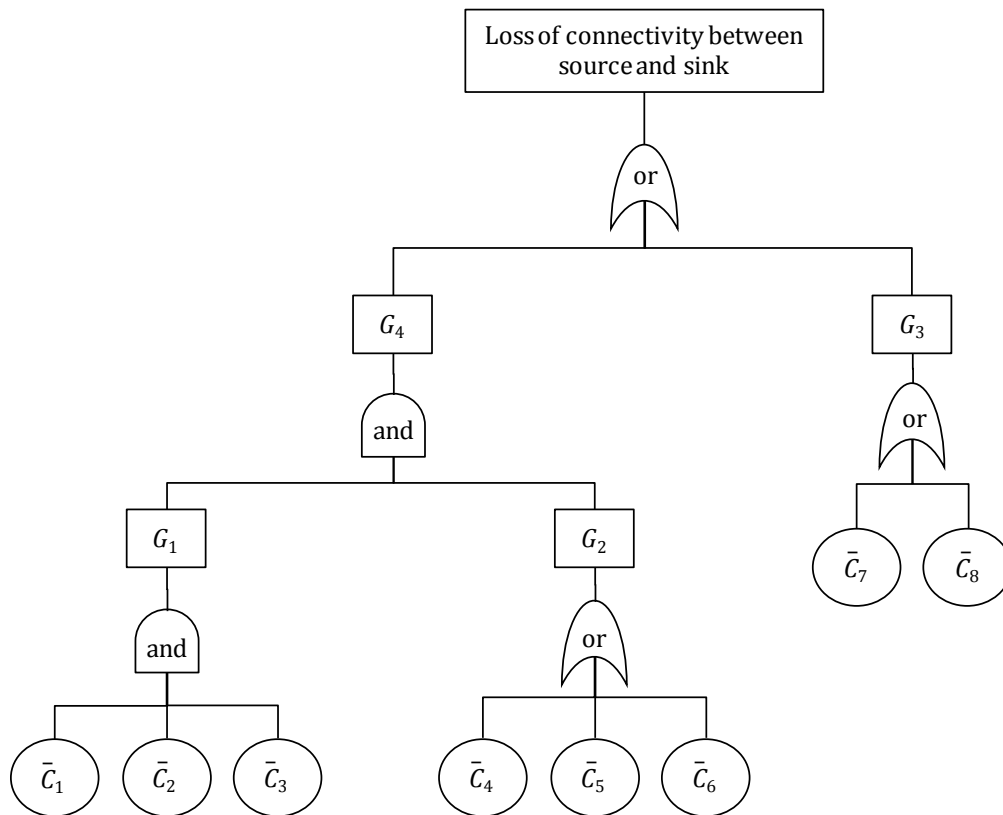 Loss of connectivity between
source and sink
or
G₄
G₃
and
or
G₁
G₂
C̄₇
C̄₈
and
or
C̄₁
C̄₂
C̄₃
C̄₄
C̄₅
C̄₆